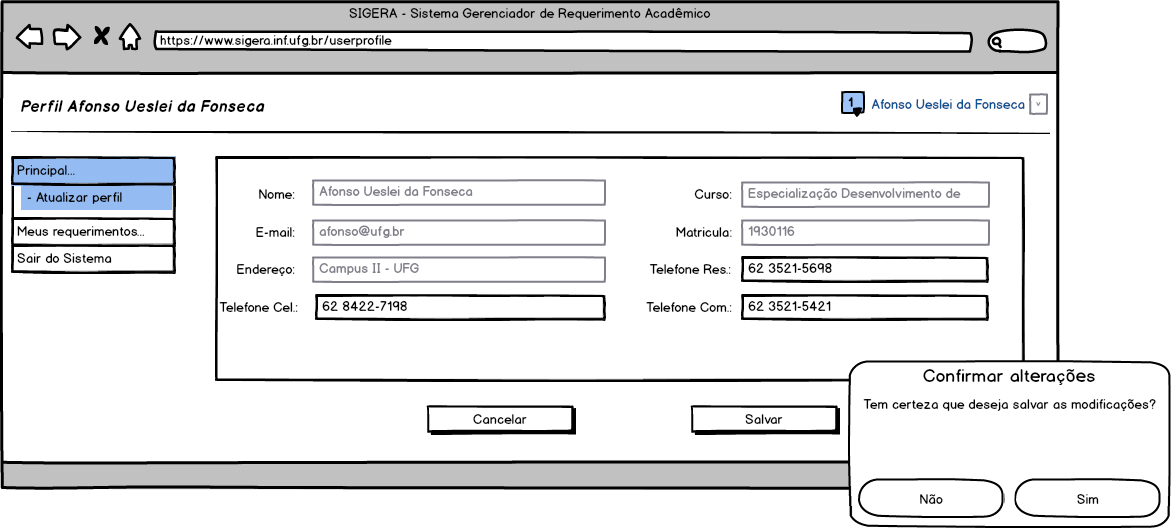 SIGERA - Sistema Gerenciador de Requerimento Acadêmico
https://www.sigera.inf.ufg.br/userprofile
Perfil Afonso Ueslei da Fonseca
1 Afonso Ueslei da Fonseca v
Principal...
- Atualizar perfil
Meus requerimentos...
Sair do Sistema
Nome: Afonso Ueslei da Fonseca Curso: Especialização Desenvolvimento de
E-mail: afonso@ufg.br Matricula: 1930116
Endereço: Campus II - UFG Telefone Res.: 62 3521-5698
Telefone Cel.: 62 8422-7198 Telefone Com.: 62 3521-5421
Cancelar Salvar
Confirmar alterações
Tem certeza que deseja salvar as modificações?
Não Sim